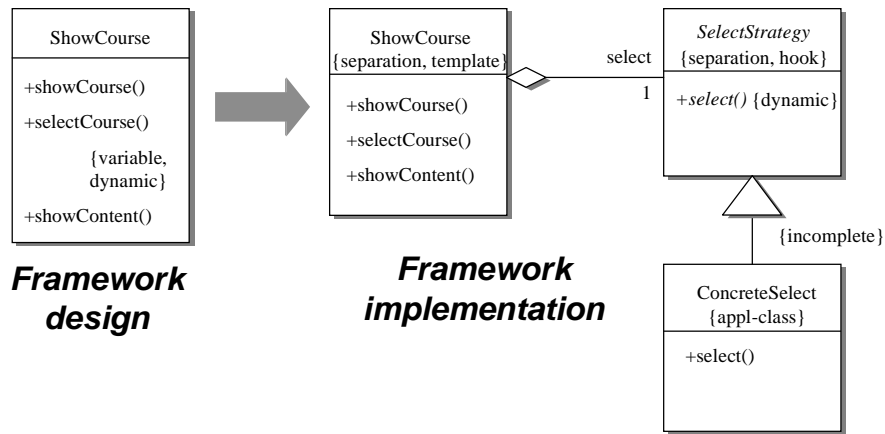 ShowCourse
+showCourse()
+selectCourse()
{variable,
dynamic}
+showContent()
Framework
design
ShowCourse
{separation, template}
+showCourse()
+selectCourse()
+showContent()
select
1
SelectStrategy
{separation, hook}
+select() {dynamic}
{incomplete}
Framework
implementation
ConcreteSelect
{appl-class}
+select()